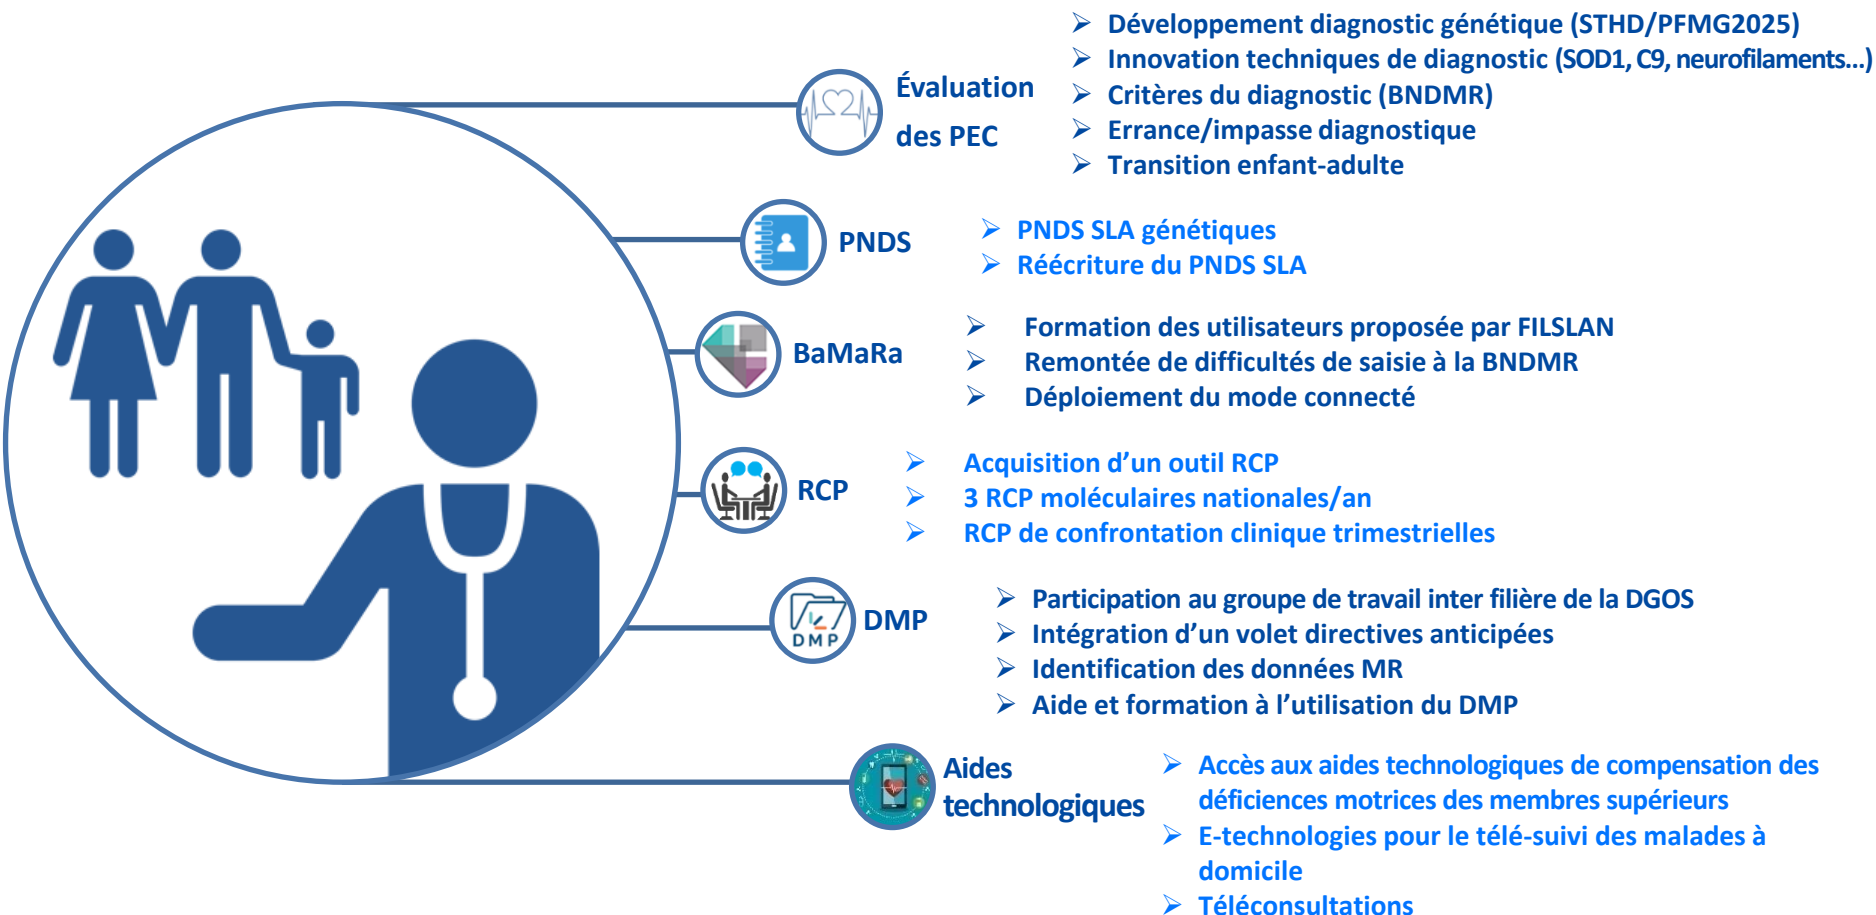 Évaluation
des PEC
➢ Développement diagnostic génétique (STHD/PFMG2025)
➢ Innovation techniques de diagnostic (SOD1, C9, neurofilaments...)
➢ Critères du diagnostic (BNDMR)
➢ Errance/impasse diagnostique
➢ Transition enfant-adulte
PNDS
➢ PNDS SLA génétiques
➢ Réécriture du PNDS SLA
BaMaRa
➢ Formation des utilisateurs proposée par FILSLAN
➢ Remontée de difficultés de saisie à la BNDMR
➢ Déploiement du mode connecté
RCP
➢ Acquisition d’un outil RCP
➢ 3 RCP moléculaires nationales/an
➢ RCP de confrontation clinique trimestrielles
DMP
DMP
➢ Participation au groupe de travail inter filière de la DGOS
➢ Intégration d’un volet directives anticipées
➢ Identification des données MR
➢ Aide et formation à l’utilisation du DMP
Aides
technologiques
➢ Accès aux aides technologiques de compensation des
déficiences motrices des membres supérieurs
➢ E-technologies pour le télé-suivi des malades à
domicile
➢ Téléconsultations